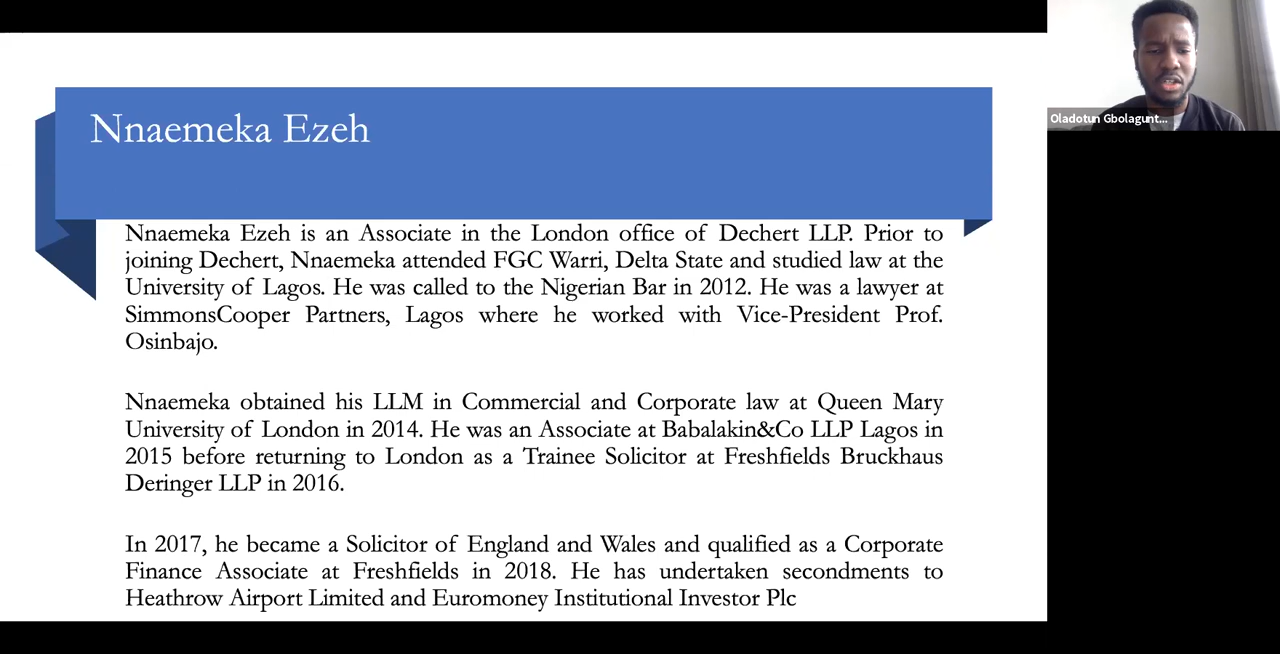 Nnaemeka Ezeh
Oladotun Gbolagunt...
Nnaemeka Ezeh is an Associate in the London office of Dechert LLP. Prior to
joining Dechert, Nnaemeka attended FGC Warri, Delta State and studied law at the
University of Lagos. He was called to the Nigerian Bar in 2012. He was a lawyer at
SimmonsCooper Partners, Lagos where he worked with Vice-President Prof.
Osinbajo.
Nnaemeka obtained his LLM in Commercial and Corporate law at Queen Mary
University of London in 2014. He was an Associate at Babalakin&Co LLP Lagos in
2015 before returning to London as a Trainee Solicitor at Freshfields Bruckhaus
Deringer LLP in 2016.
In 2017, he became a Solicitor of England and Wales and qualified as a Corporate
Finance Associate at Freshfields in 2018. He has undertaken secondments to
Heathrow Airport Limited and Euromoney Institutional Investor Plc